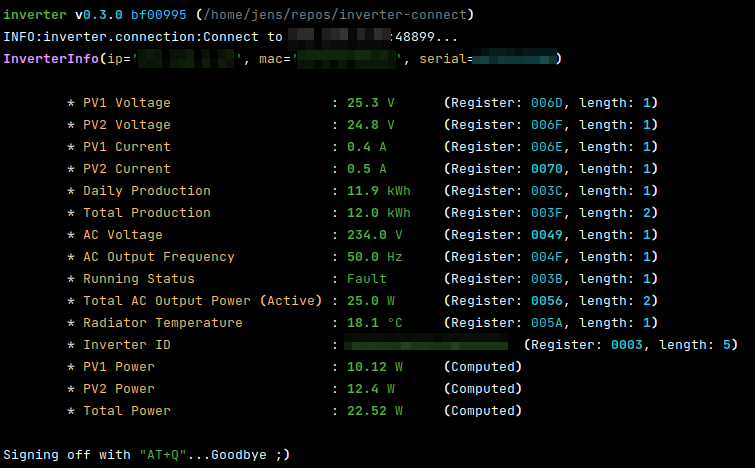 inverter v0.3.0 bf00995 (/home/jens/repos/inverter-connect)
INFO:inverter.connection:Connect to :48899...
InverterInfo(ip='', mac='', serial=)
* PV1 Voltage : 25.3 V (Register: 006D, length: 1)
* PV2 Voltage : 24.8 V (Register: 006F, length: 1)
* PV1 Current : 0.4 A (Register: 006E, length: 1)
* PV2 Current : 0.5 A (Register: 0070, length: 1)
* Daily Production : 11.9 kWh (Register: 003C, length: 1)
* Total Production : 12.0 kWh (Register: 003F, length: 2)
* AC Voltage : 234.0 V (Register: 0049, length: 1)
* AC Output Frequency : 50.0 Hz (Register: 004F, length: 1)
* Running Status : Fault (Register: 003B, length: 1)
* Total AC Output Power (Active) : 25.0 W (Register: 0056, length: 2)
* Radiator Temperature : 18.1 °C (Register: 005A, length: 1)
* Inverter ID : (Register: 0003, length: 5)
* PV1 Power : 10.12 W (Computed)
* PV2 Power : 12.4 W (Computed)
* Total Power : 22.52 W (Computed)
Signing off with "AT+Q"...Goodbye ;)